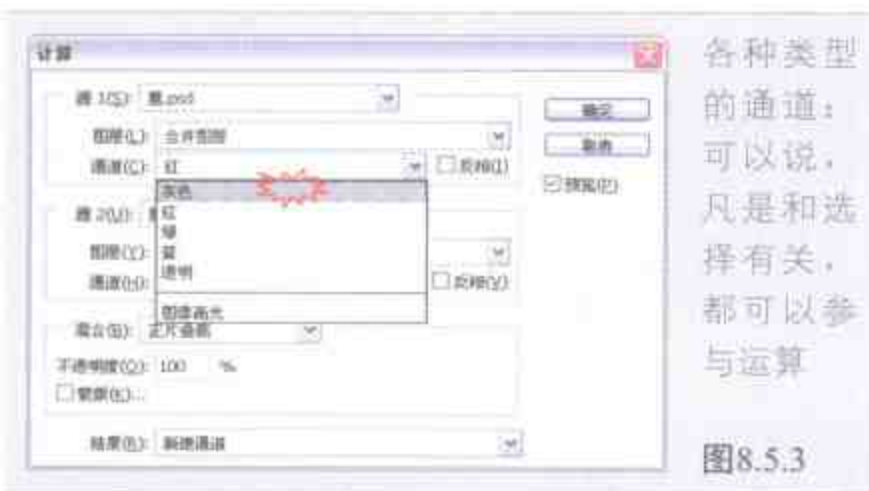 计算
源 1(S): 墨.psd
确定
图层(L): 合并图层
取消
通道(C): 红 反相(I)
预览(P)
灰色
红
绿
蓝
透明
图像高光
源 2(U):
图层(Y):
通道(H): 反相(V)
混合(B): 正片叠底
不透明度(O): 100 %
蒙版(K)...
结果(R): 新建通道
各种类型
的通道:
可以说,
凡是和选
择有关,
都可以参
与运算
图8.5.3